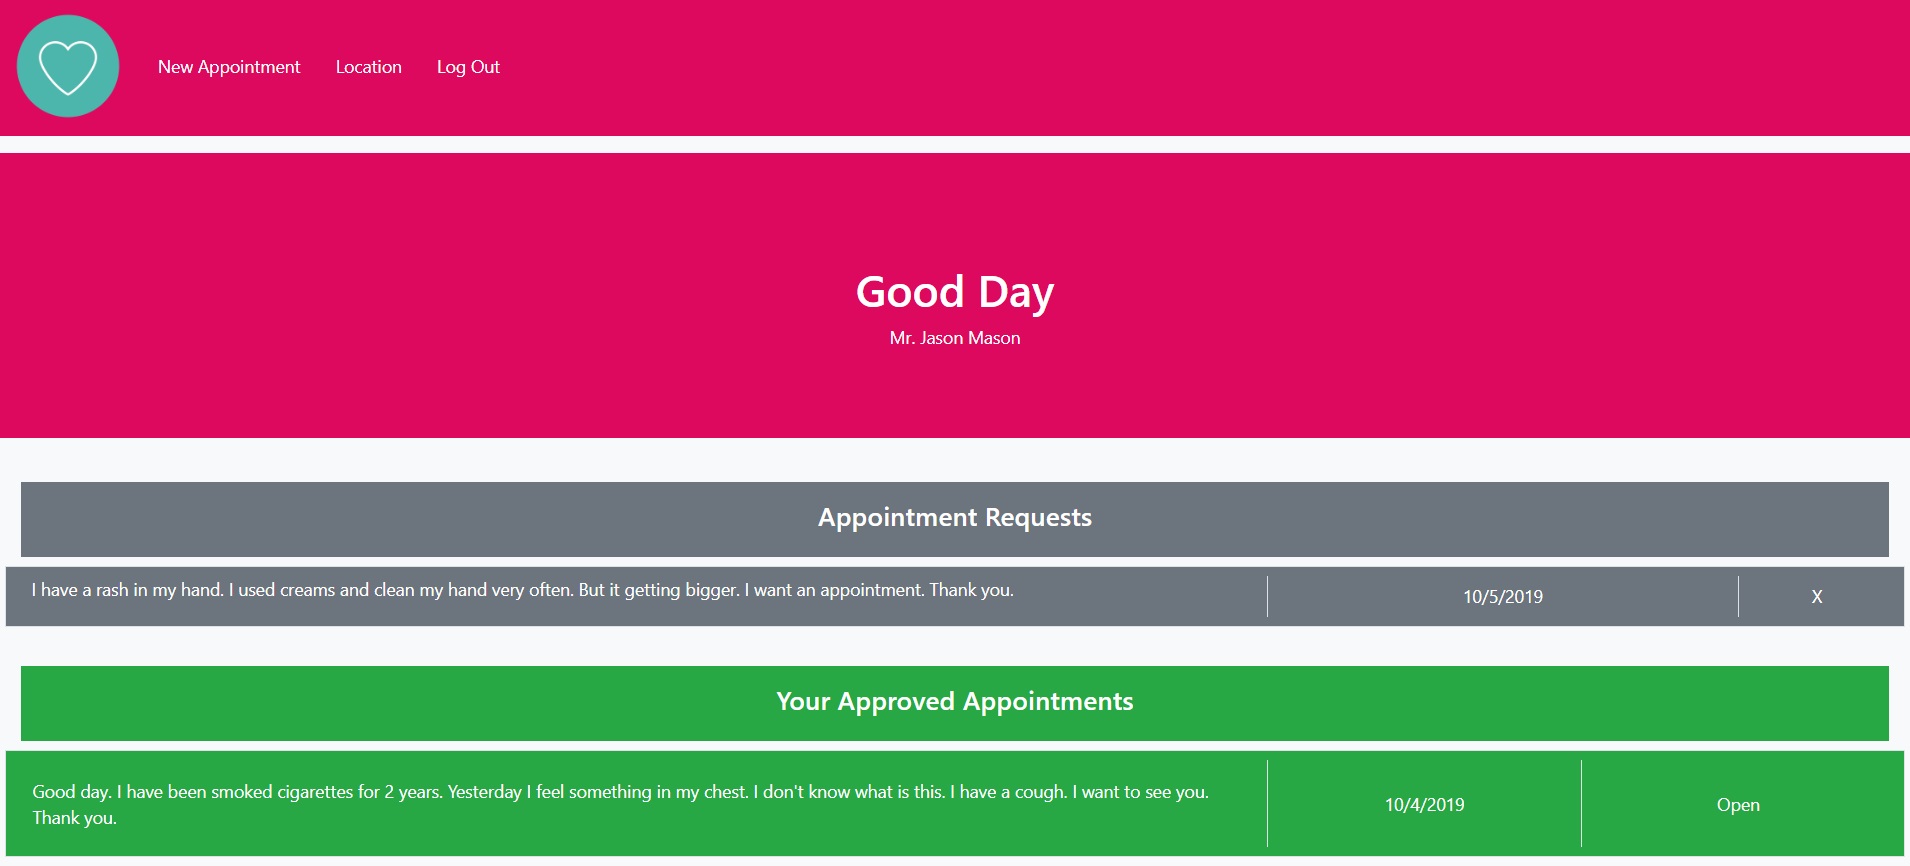 New Appointment Location Log Out
Good Day
Mr. Jason Mason
Appointment Requests
I have a rash in my hand. I used creams and clean my hand very often. But it getting bigger. I want an appointment. Thank you. 10/5/2019 X
Your Approved Appointments
Good day. I have been smoked cigarettes for 2 years. Yesterday I feel something in my chest. I don't know what is this. I have a cough. I want to see you.
Thank you.
10/4/2019 Open